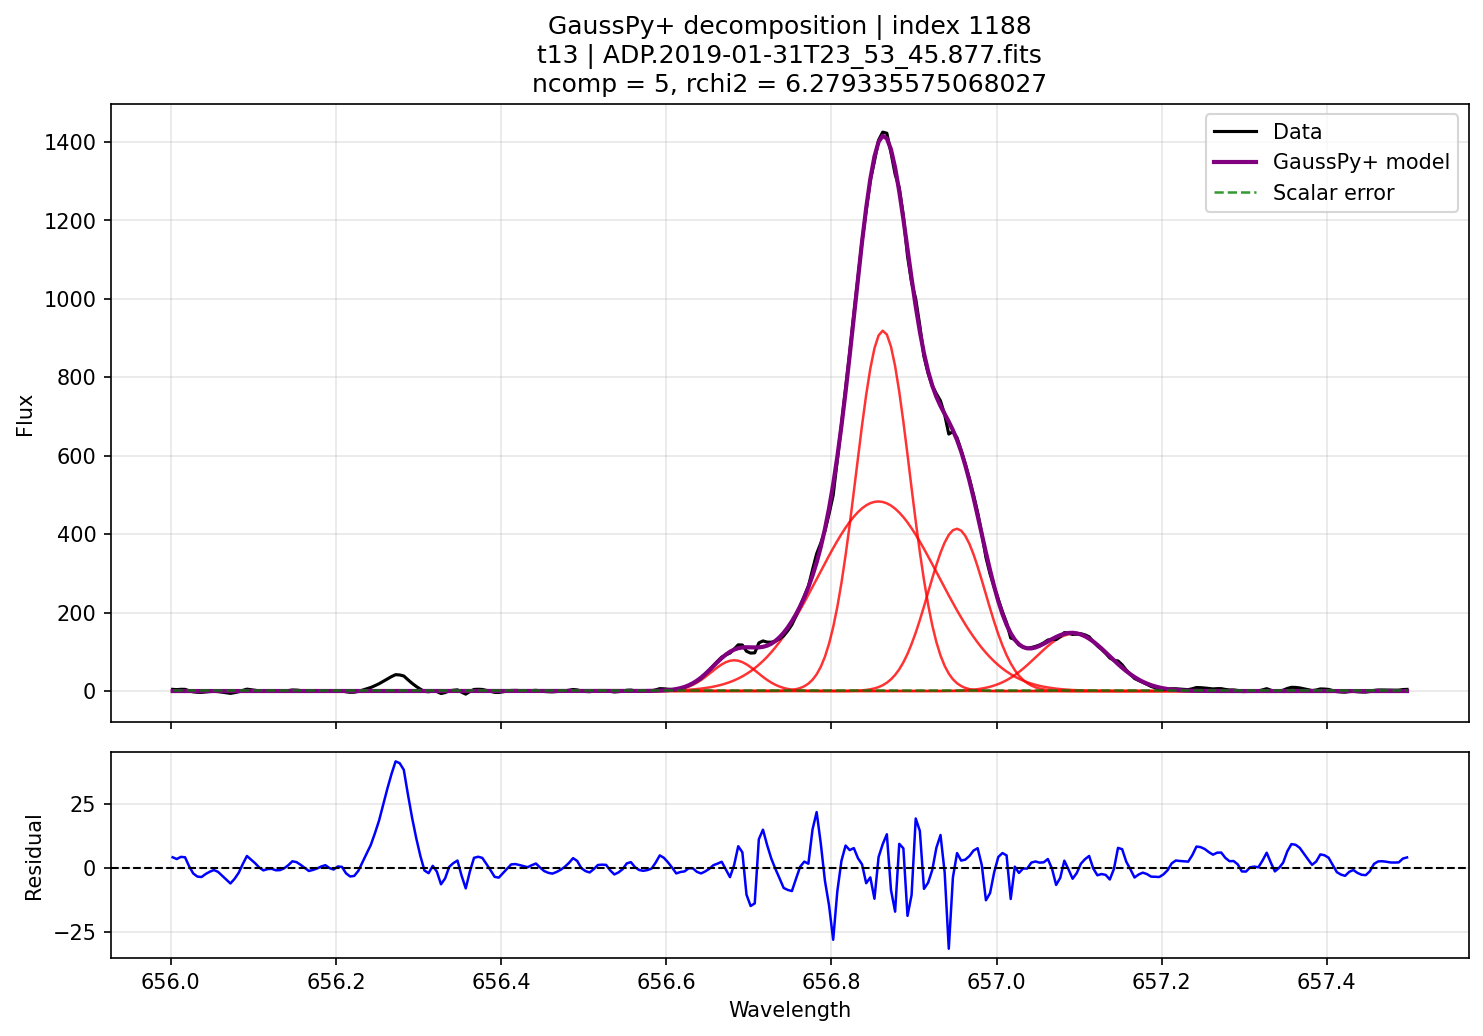 GaussPy+ decomposition | index 1188
t13 | ADP.2019-01-31T23_53_45.877.fits
ncomp = 5, rchi2 = 6.279335575068027
Data
GaussPy+ model
Scalar error
Flux
1400
1200
1000
800
600
400
200
0
Residual
25
0
−25
656.0 656.2 656.4 656.6 656.8 657.0 657.2 657.4
Wavelength